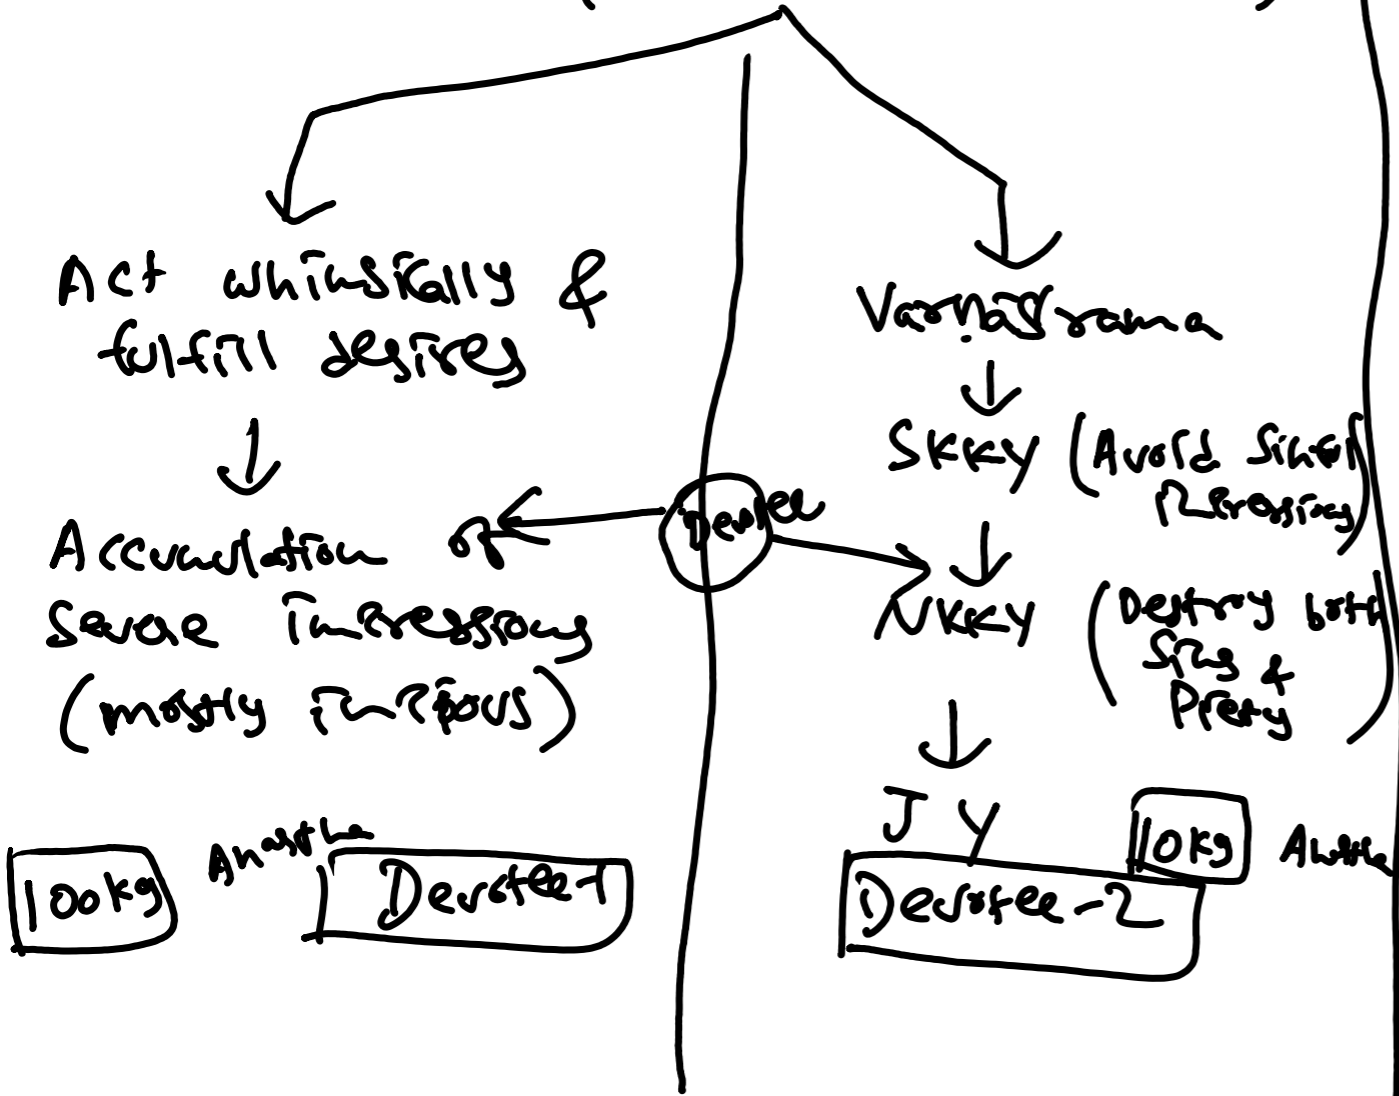 Act whimsically &
fulfill desires
Accumulation of
severe impressions
(mostly impious)
100kg
Anartha
Devotee-1
Devotee
Varnasrama
SKKY (Avoid Sinful
Impressions)
NKKY (Destroy both
Sins &
Piety)
JY
10kg
Anartha
Devotee-2